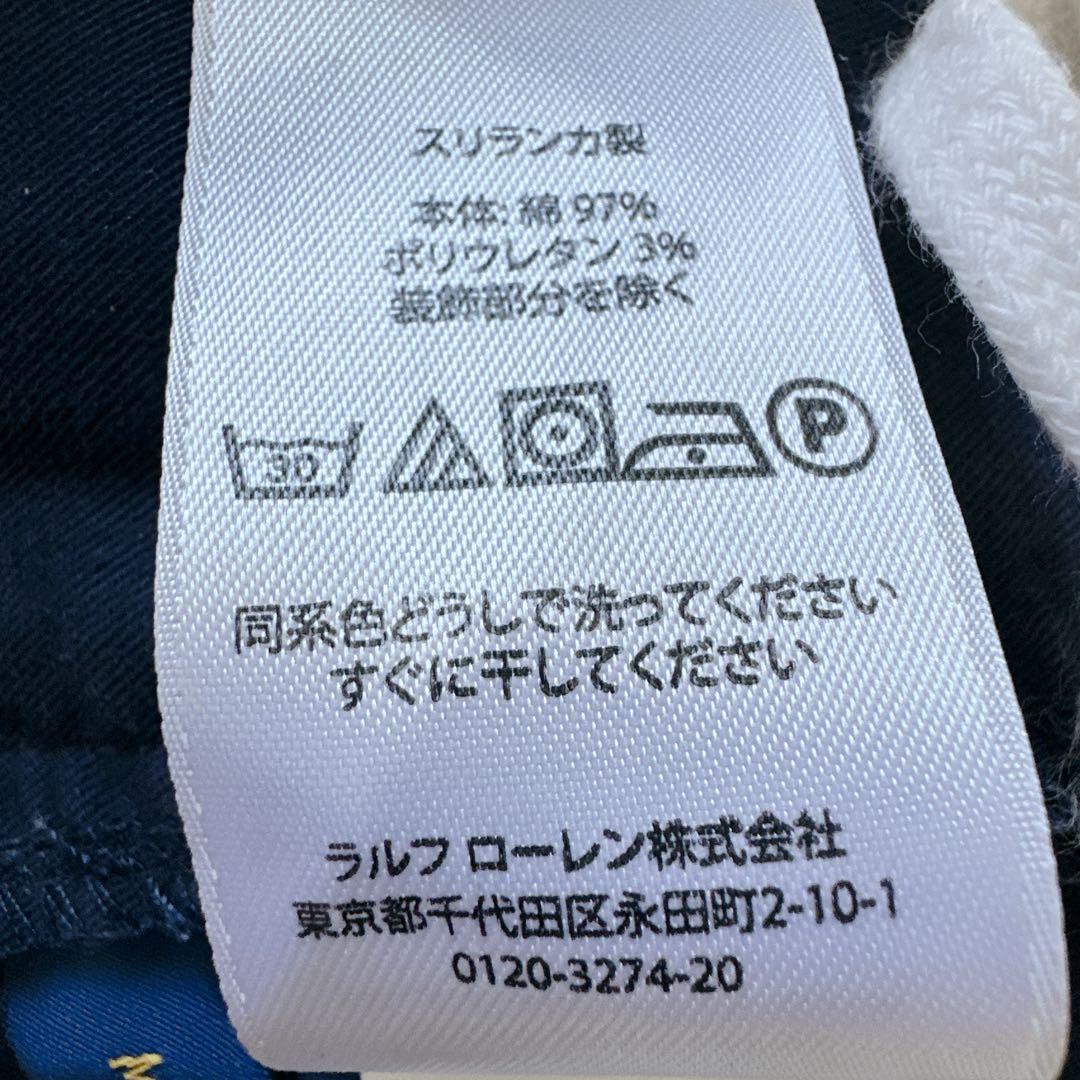 スリランカ製
本体: 綿 97%
ポリウレタン 3%
装飾部分を除く
30
P
同系色どうしで洗ってください
すぐに干してください
ラルフ ローレン株式会社
東京都千代田区永田町2-10-1
0120-3274-20
M